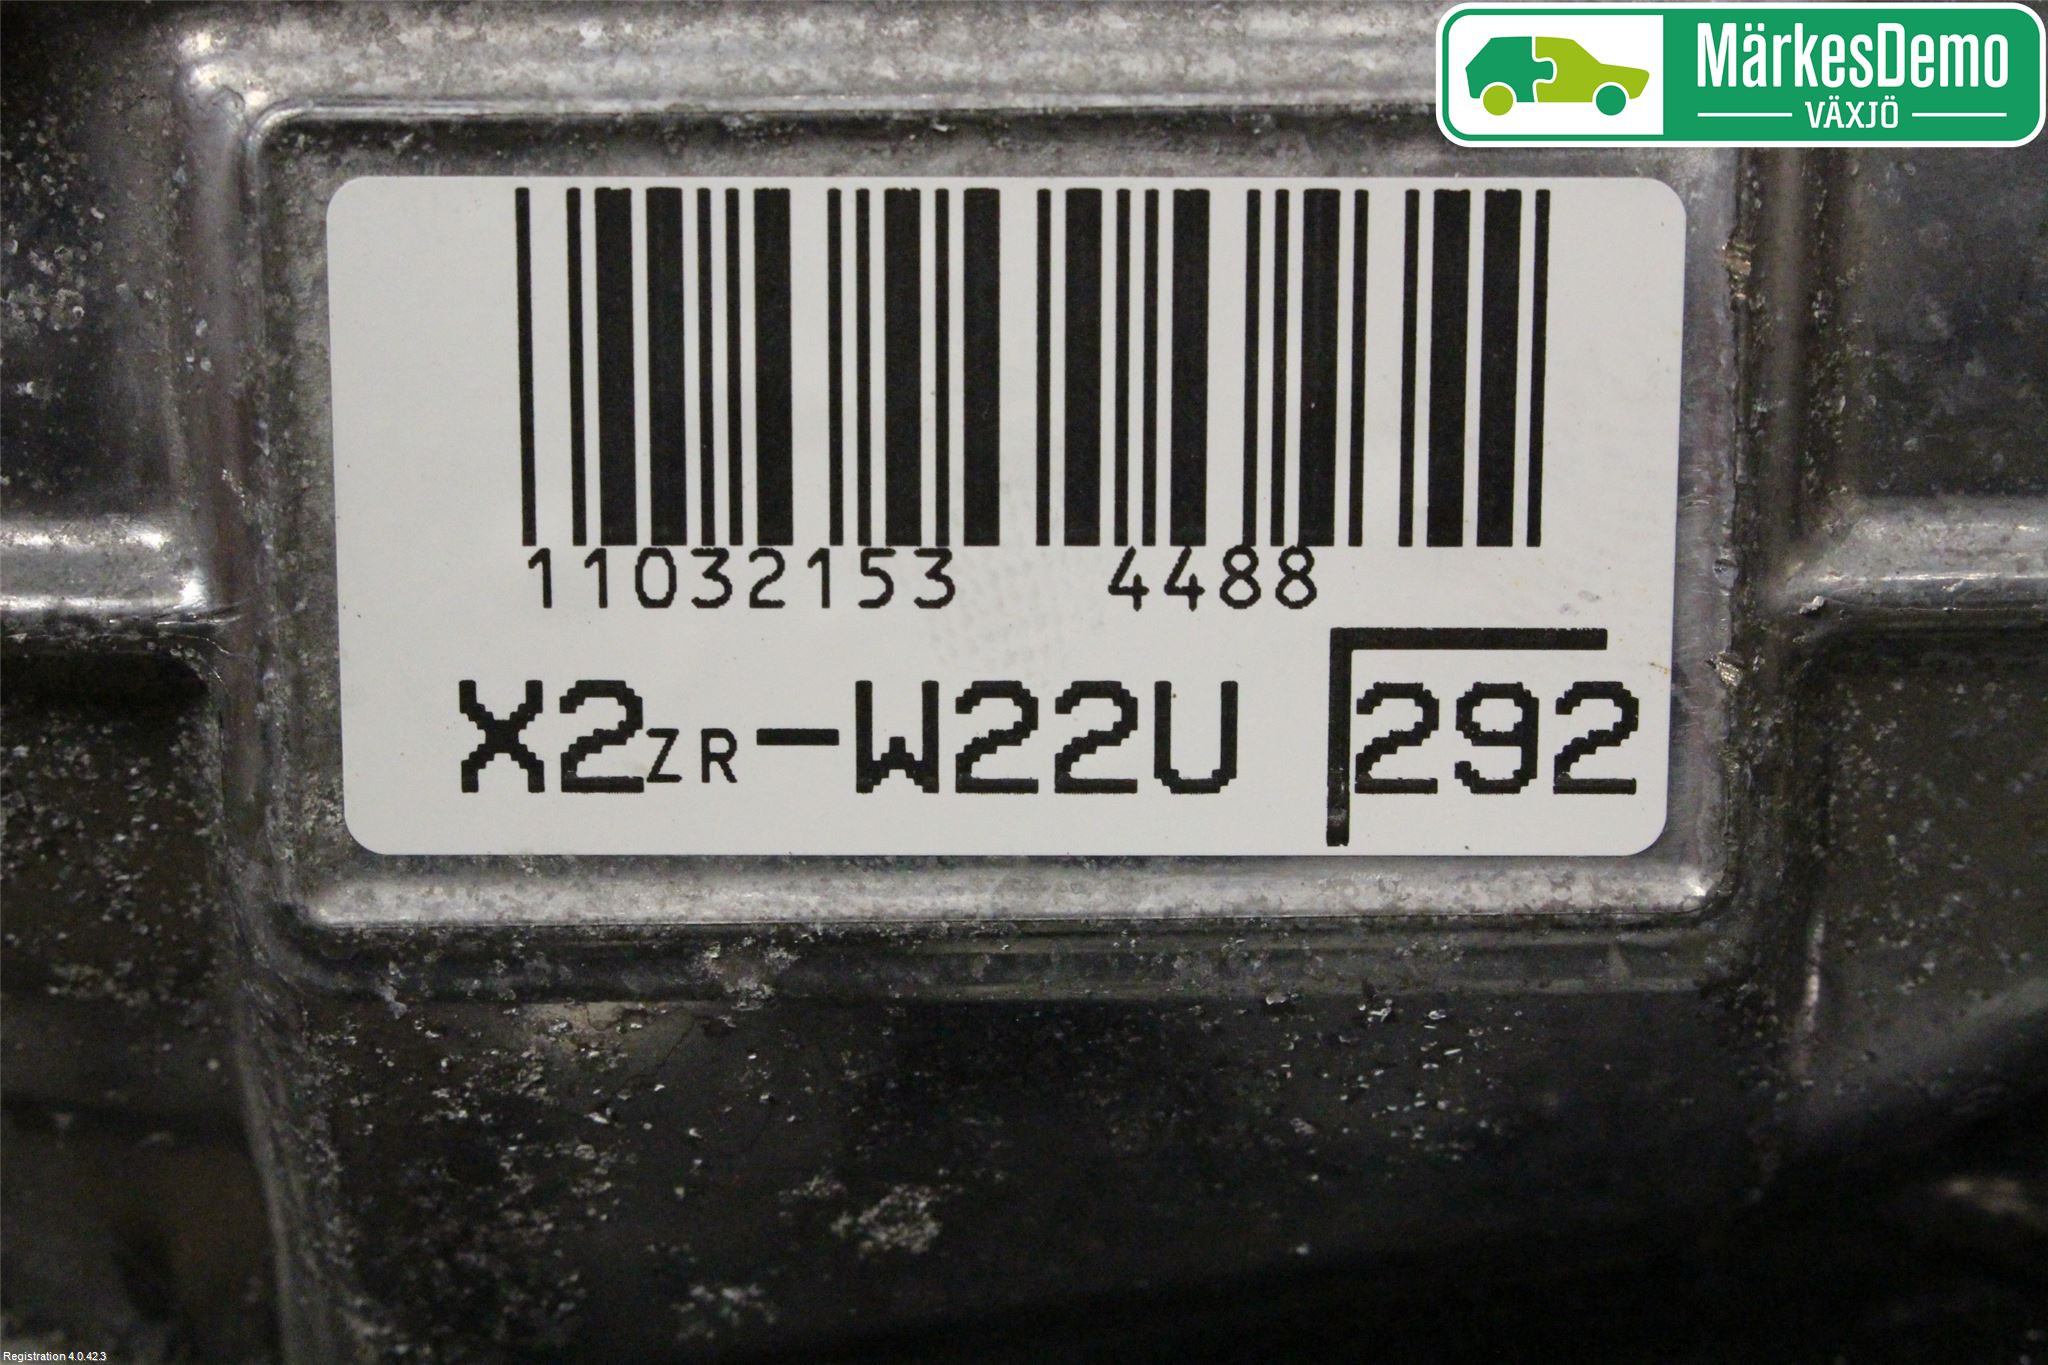 MärkesDemo
VÄXJÖ
11032153 4488
X2ZR-W22U 292
Registration 4.0.42.3